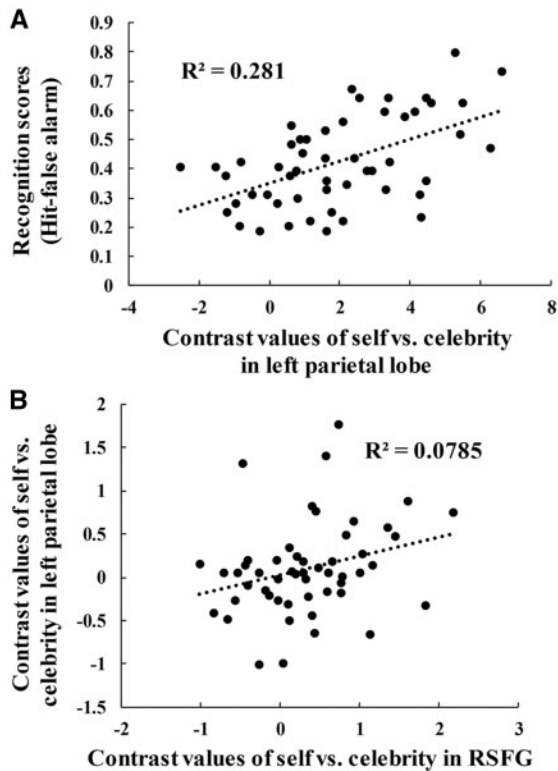 A
Recognition scores
(Hit-false alarm)
0.9
0.8
0.7
0.6
0.5
0.4
0.3
0.2
0.1
0
R² = 0.281
-4 -2 0 2 4 6 8
Contrast values of self vs. celebrity
in left parietal lobe
B
Contrast values of self vs.
celebrity in left parietal lobe
2
1.5
1
0.5
0
-0.5
-1
-1.5
R² = 0.0785
-2 -1 0 1 2 3
Contrast values of self vs. celebrity in RSFG